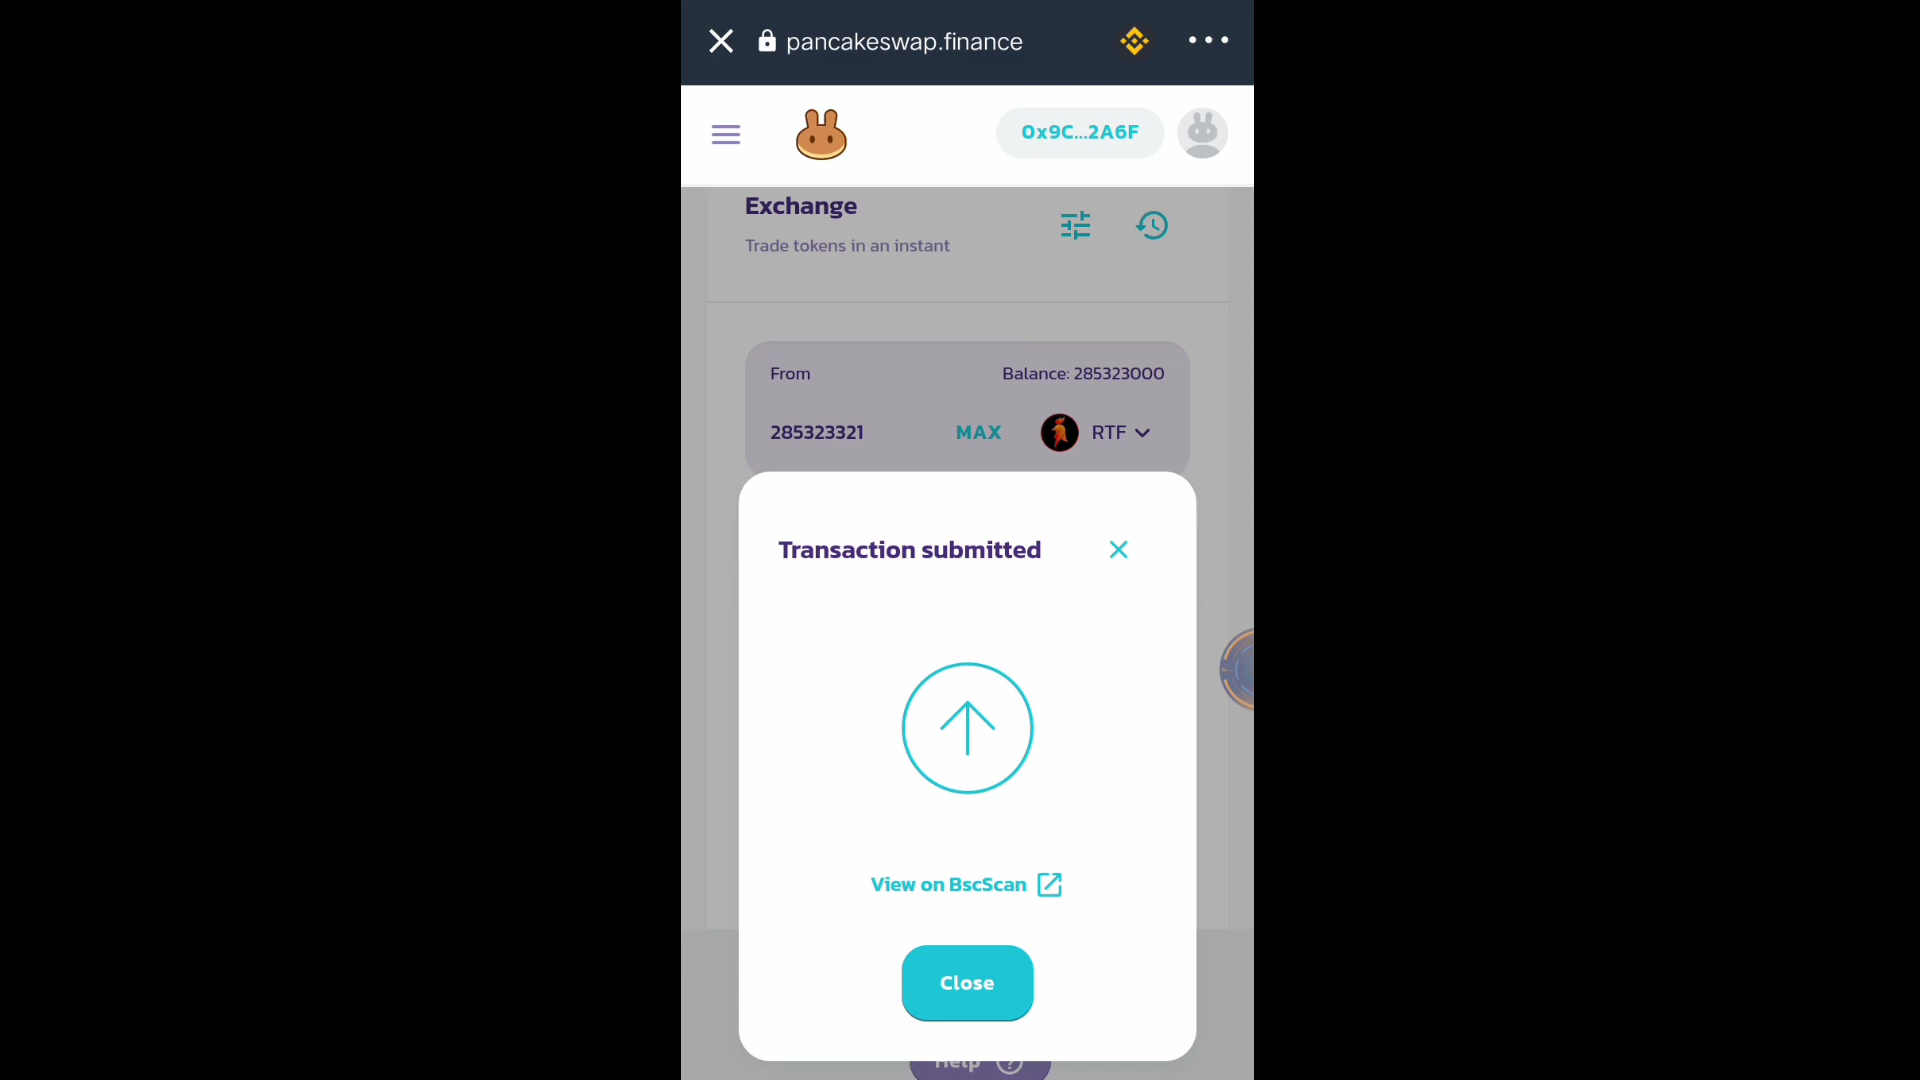 pancakeswap.finance
0x9C...2A6F
Exchange
Trade tokens in an instant
From
Balance: 285323000
285323321
MAX
RTF
Transaction submitted
View on BscScan
Close
Help